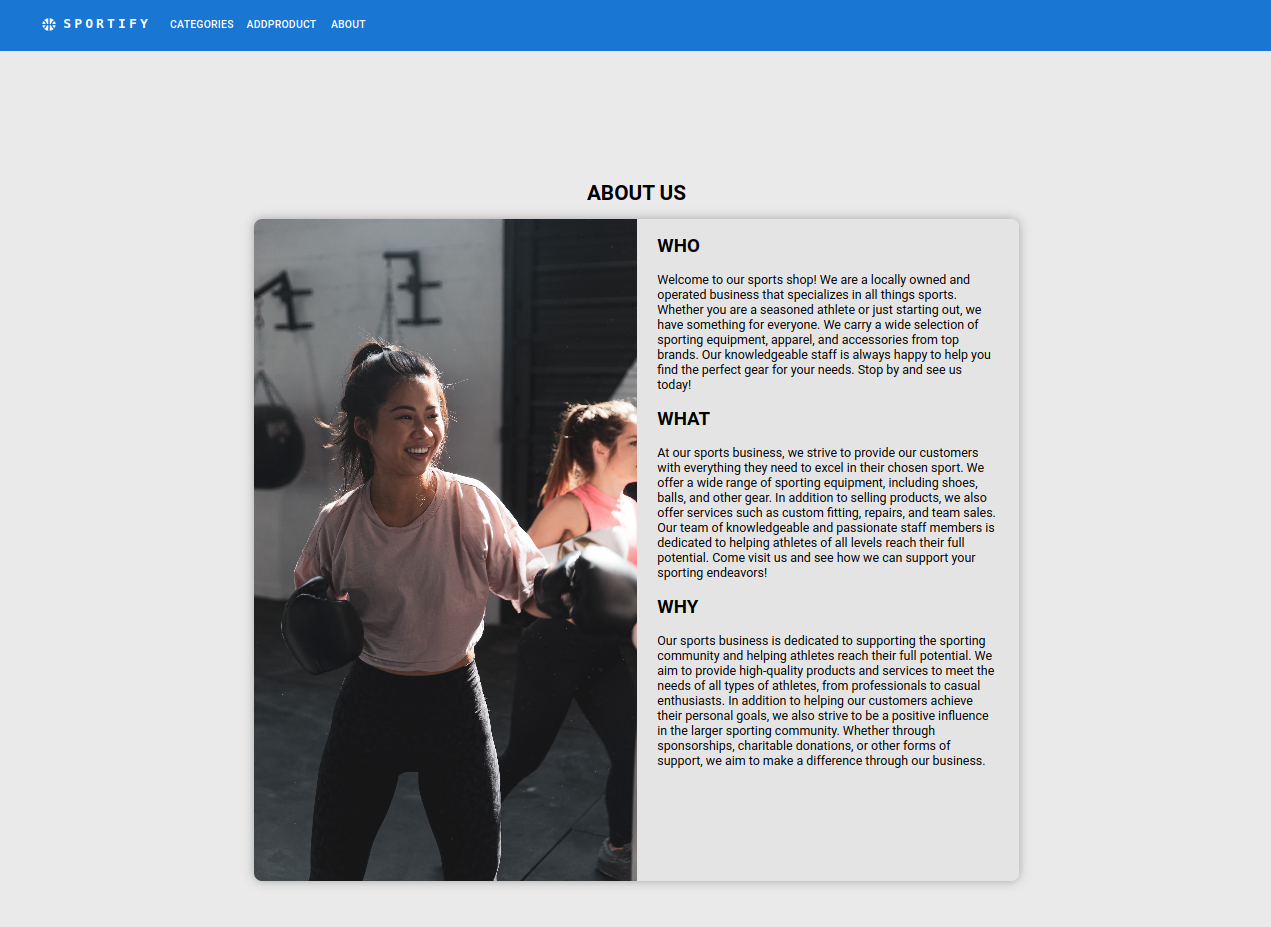 SPORTIFY CATEGORIES ADDPRODUCT ABOUT
ABOUT US
WHO
Welcome to our sports shop! We are a locally owned and
operated business that specializes in all things sports.
Whether you are a seasoned athlete or just starting out, we
have something for everyone. We carry a wide selection of
sporting equipment, apparel, and accessories from top
brands. Our knowledgeable staff is always happy to help you
find the perfect gear for your needs. Stop by and see us
today!
WHAT
At our sports business, we strive to provide our customers
with everything they need to excel in their chosen sport. We
offer a wide range of sporting equipment, including shoes,
balls, and other gear. In addition to selling products, we also
offer services such as custom fitting, repairs, and team sales.
Our team of knowledgeable and passionate staff members is
dedicated to helping athletes of all levels reach their full
potential. Come visit us and see how we can support your
sporting endeavors!
WHY
Our sports business is dedicated to supporting the sporting
community and helping athletes reach their full potential. We
aim to provide high-quality products and services to meet the
needs of all types of athletes, from professionals to casual
enthusiasts. In addition to helping our customers achieve
their personal goals, we also strive to be a positive influence
in the larger sporting community. Whether through
sponsorships, charitable donations, or other forms of
support, we aim to make a difference through our business.